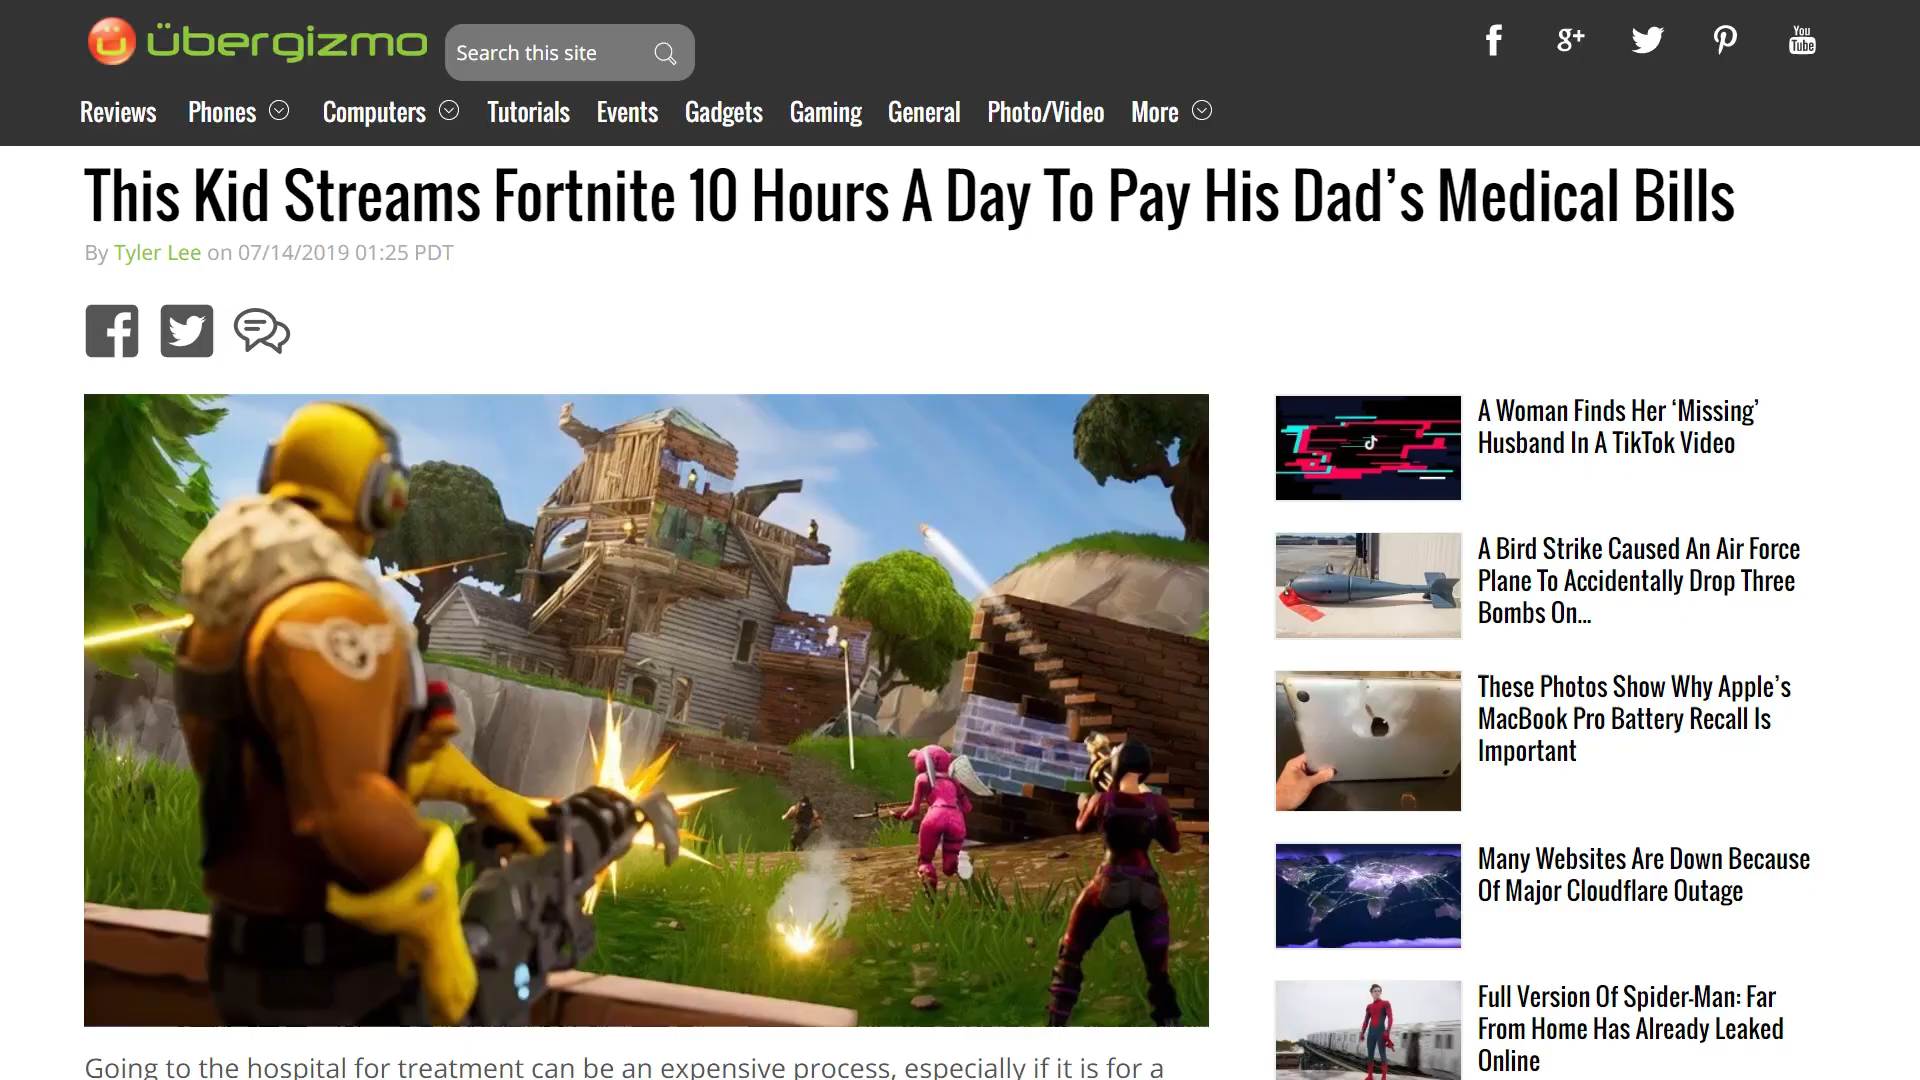 übergizmo
Search this site
g+
You
Tube
Reviews Phones Computers Tutorials Events Gadgets Gaming General Photo/Video More
This Kid Streams Fortnite 10 Hours A Day To Pay His Dad’s Medical Bills
By Tyler Lee on 07/14/2019 01:25 PDT
A Woman Finds Her ‘Missing’
Husband In A TikTok Video
A Bird Strike Caused An Air Force
Plane To Accidentally Drop Three
Bombs On...
These Photos Show Why Apple’s
MacBook Pro Battery Recall Is
Important
Many Websites Are Down Because
Of Major Cloudflare Outage
Full Version Of Spider-Man: Far
From Home Has Already Leaked
Online
Going to the hospital for treatment can be an expensive process, especially if it is for a